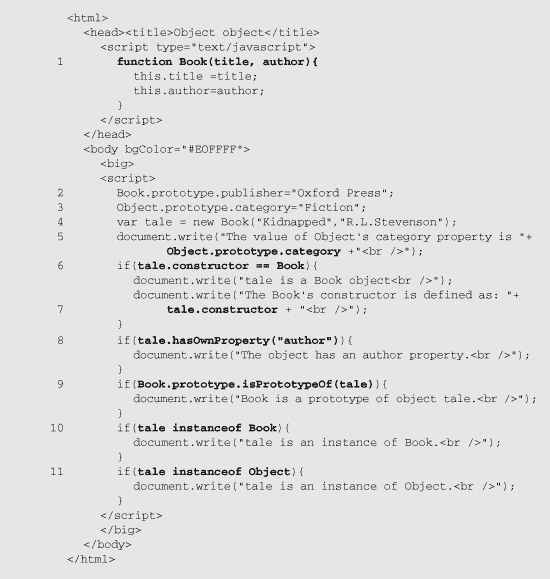 <html>
<head><title>Object object</title>
<script type="text/javascript">
1 function Book(title, author){
this.title =title;
this.author=author;
}
</script>
</head>
<body bgColor="#EOFFFF">
<big>
<script>
2 Book.prototype.publisher="Oxford Press";
3 Object.prototype.category="Fiction";
4 var tale = new Book("Kidnapped","R.L.Stevenson");
5 document.write("The value of Object's category property is "+
Object.prototype.category +"<br />");
6 if(tale.constructor == Book){
document.write("tale is a Book object<br />");
document.write("The Book's constructor is defined as: "+
7 tale.constructor + "<br />");
}
8 if(tale.hasOwnProperty("author")){
document.write("The object has an author property.<br />");
}
9 if(Book.prototype.isPrototypeOf(tale)){
document.write("Book is a prototype of object tale.<br />");
}
10 if(tale instanceof Book){
document.write("tale is an instance of Book.<br />");
}
11 if(tale instanceof Object){
document.write("tale is an instance of Object.<br />");
}
</script>
</big>
</body>
</html>